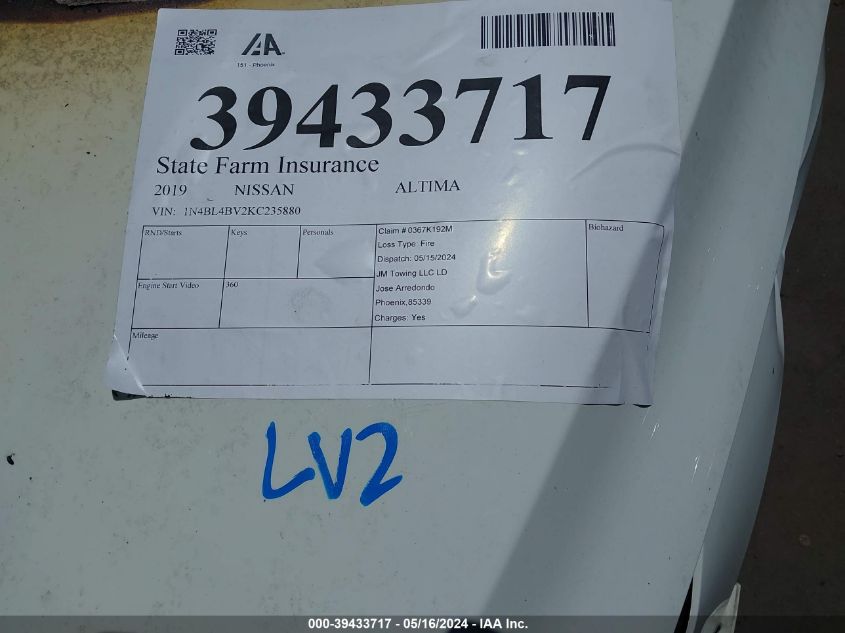 IAA
151 - Phoenix
39433717
State Farm Insurance
2019 NISSAN ALTIMA
VIN: 1N4BL4BV2KC235880
RND/Starts Keys Personals Claim # 0367K192M Biohazard
Loss Type: Fire
Dispatch: 05/15/2024
JM Towing LLC LD
Engine Start Video 360 Jose Arredondo
Phoenix,85339
Charges: Yes
Mileage
LV2
000-39433717 - 05/16/2024 - IAA Inc.